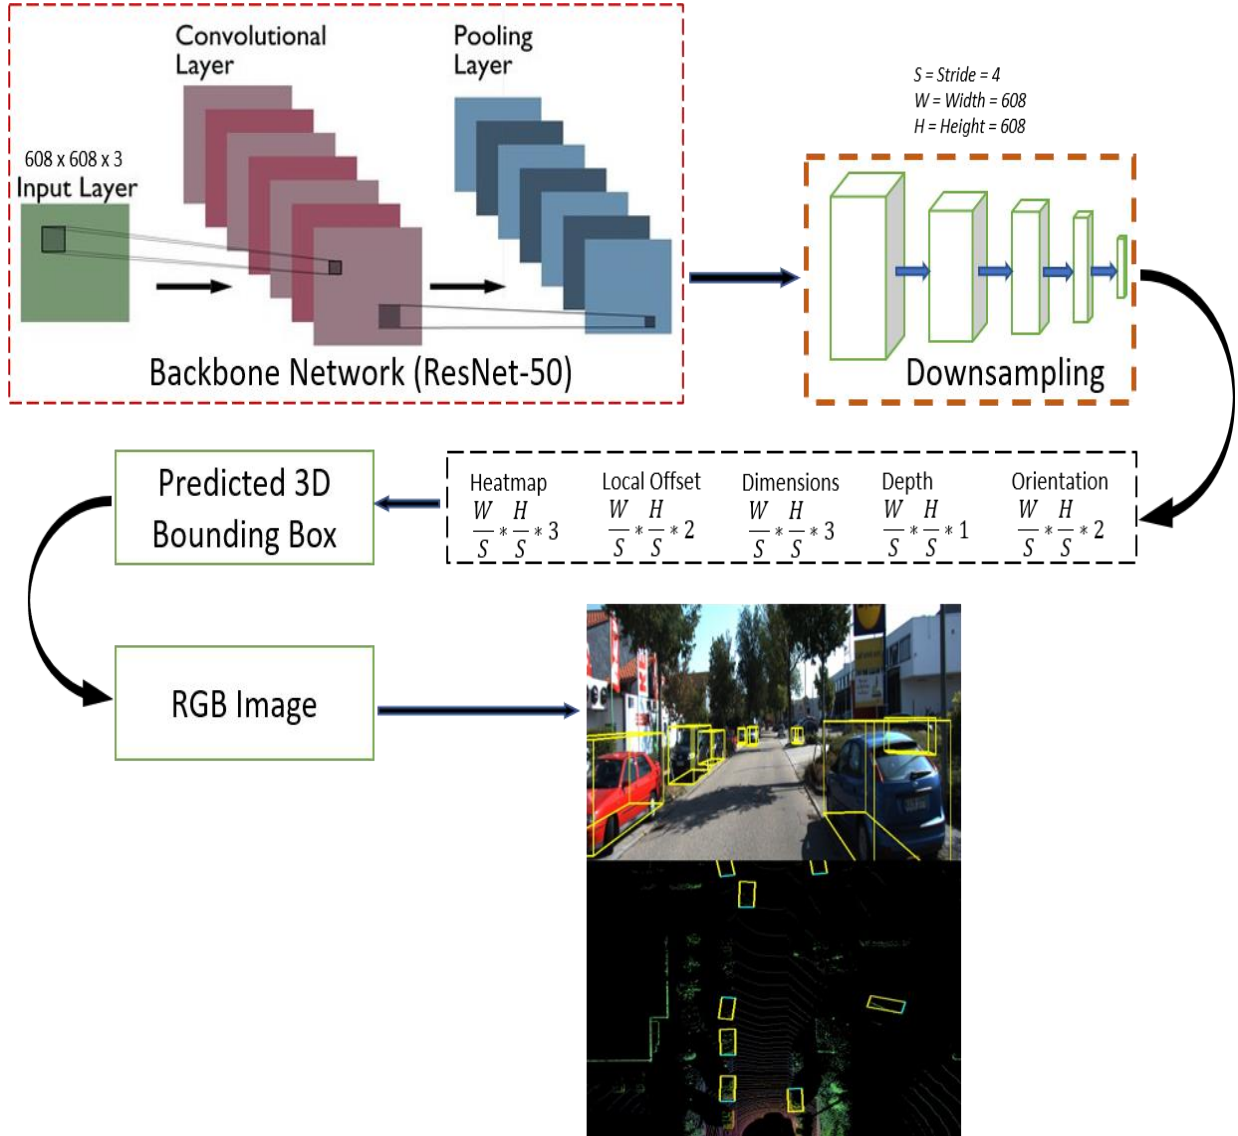 Convolutional
Layer
Pooling
Layer
608 x 608 x 3
Input Layer
Backbone Network (ResNet-50)
S = Stride = 4
W = Width = 608
H = Height = 608
Downsampling
Heatmap
W/S * H/S * 3
Local Offset
W/S * H/S * 2
Dimensions
W/S * H/S * 3
Depth
W/S * H/S * 1
Orientation
W/S * H/S * 2
Predicted 3D
Bounding Box
RGB Image